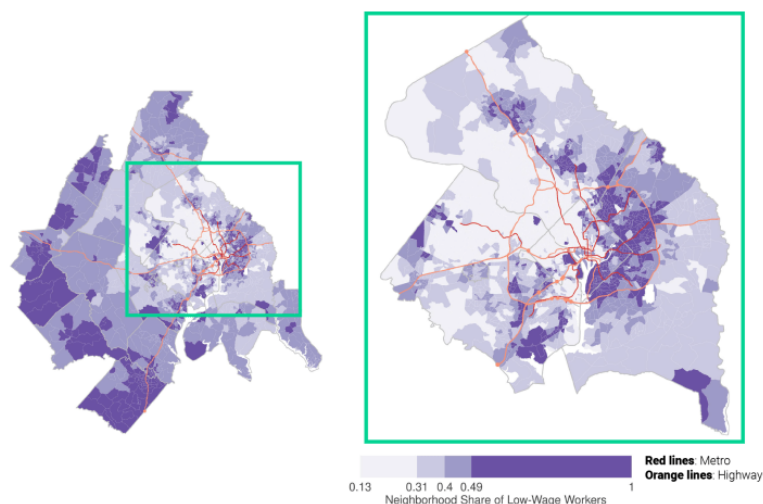 Red lines: Metro
Orange lines: Highway
0.13 0.31 0.4 0.49 1
Neighborhood Share of Low-Wage Workers